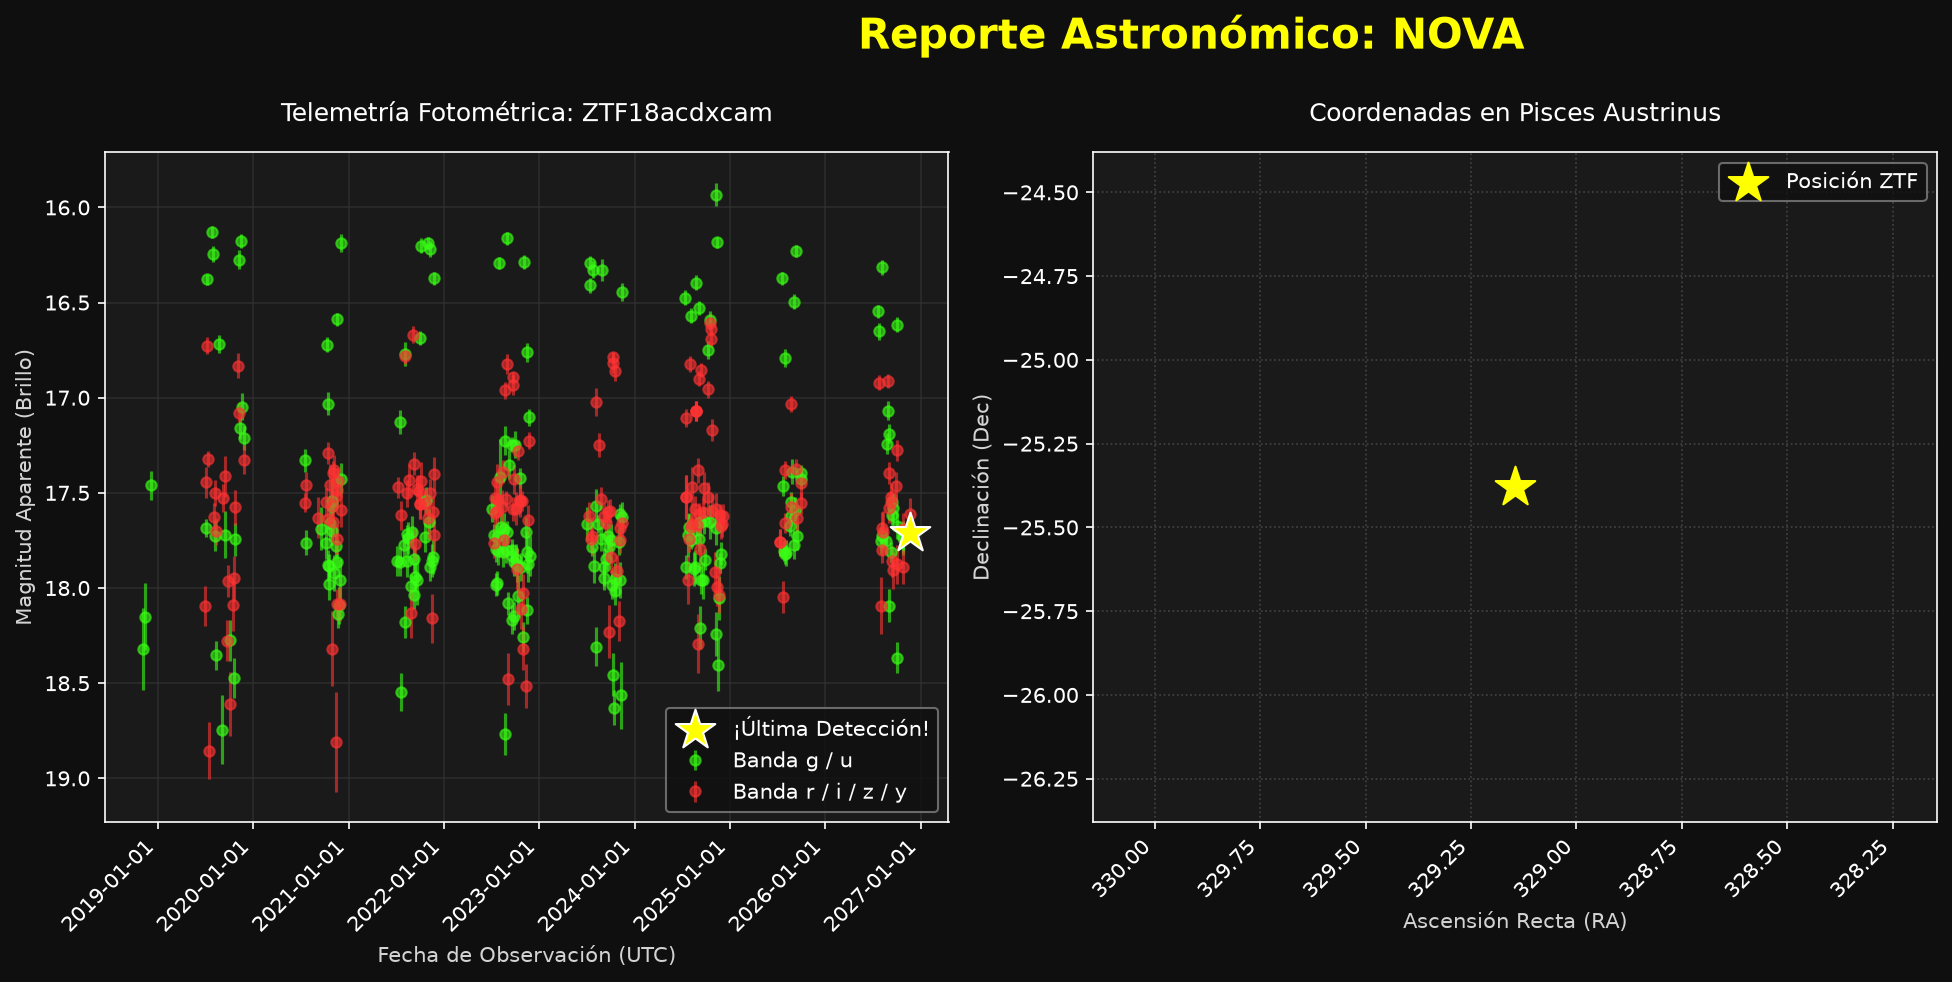 Reporte Astronómico: NOVA
Telemetría Fotométrica: ZTF18acdxcam
Magnitud Aparente (Brillo)
16.0
16.5
17.0
17.5
18.0
18.5
19.0
¡Última Detección!
Banda g / u
Banda r / i / z / y
2019-01-01
2020-01-01
2021-01-01
2022-01-01
2023-01-01
2024-01-01
2025-01-01
2026-01-01
2027-01-01
Fecha de Observación (UTC)
Coordenadas en Pisces Austrinus
Declinación (Dec)
−24.50
−24.75
−25.00
−25.25
−25.50
−25.75
−26.00
−26.25
Posición ZTF
330.00
329.75
329.50
329.25
329.00
328.75
328.50
328.25
Ascensión Recta (RA)